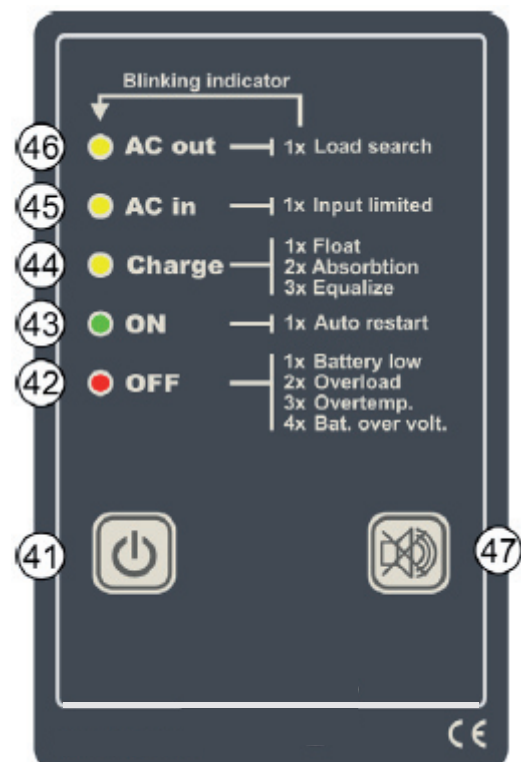 Blinking indicator
46 AC out 1x Load search
45 AC in 1x Input limited
44 Charge 1x Float
2x Absorbtion
3x Equalize
43 ON 1x Auto restart
42 OFF 1x Battery low
2x Overload
3x Overtemp.
4x Bat. over volt.
41 47
CE